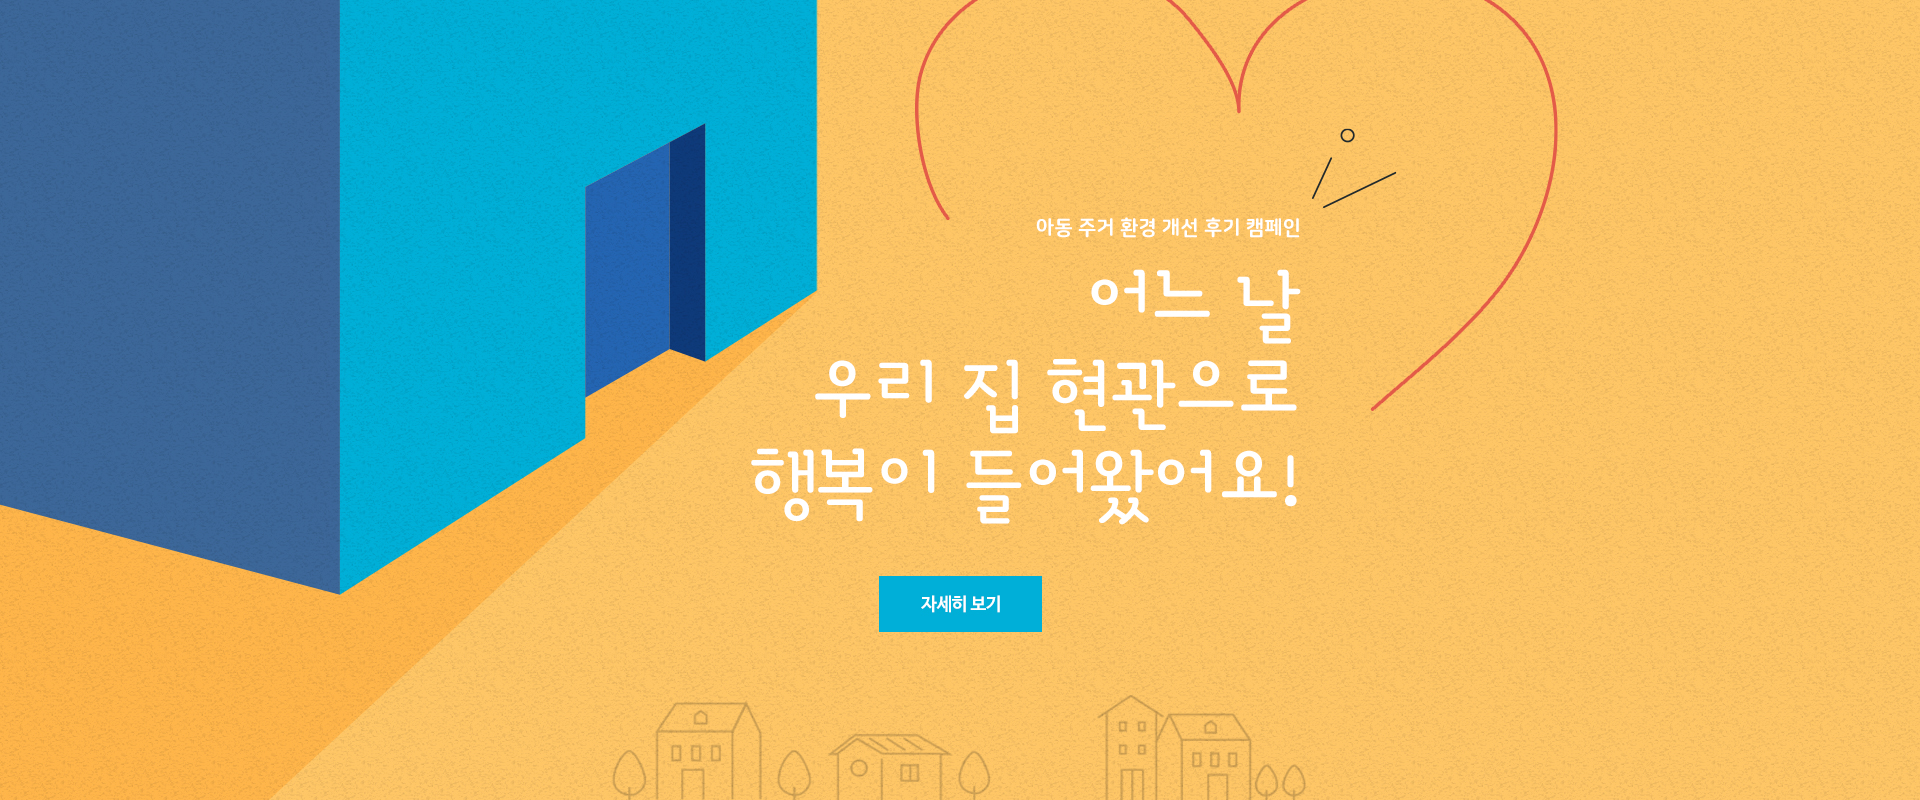 아동 주거 환경 개선 후기 캠페인
어느 날
우리 집 현관으로
행복이 들어왔어요!
자세히 보기